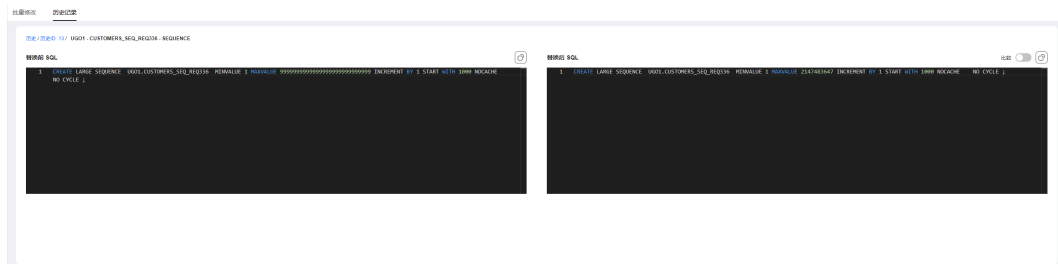 批量修改 历史记录
历史/历史ID 13/ UGO1 - CUSTOMERS_SEQ_REQ336 - SEQUENCE
替换前 SQL
1 CREATE LARGE SEQUENCE UGO1.CUSTOMERS_SEQ_REQ336 MINVALUE 1 MAXVALUE 9999999999999999999999999999 INCREMENT BY 1 START WITH 1000 NOCACHE
NO CYCLE ;
替换后 SQL 比较
1 CREATE LARGE SEQUENCE UGO1.CUSTOMERS_SEQ_REQ336 MINVALUE 1 MAXVALUE 2147483647 INCREMENT BY 1 START WITH 1000 NOCACHE NO CYCLE ;